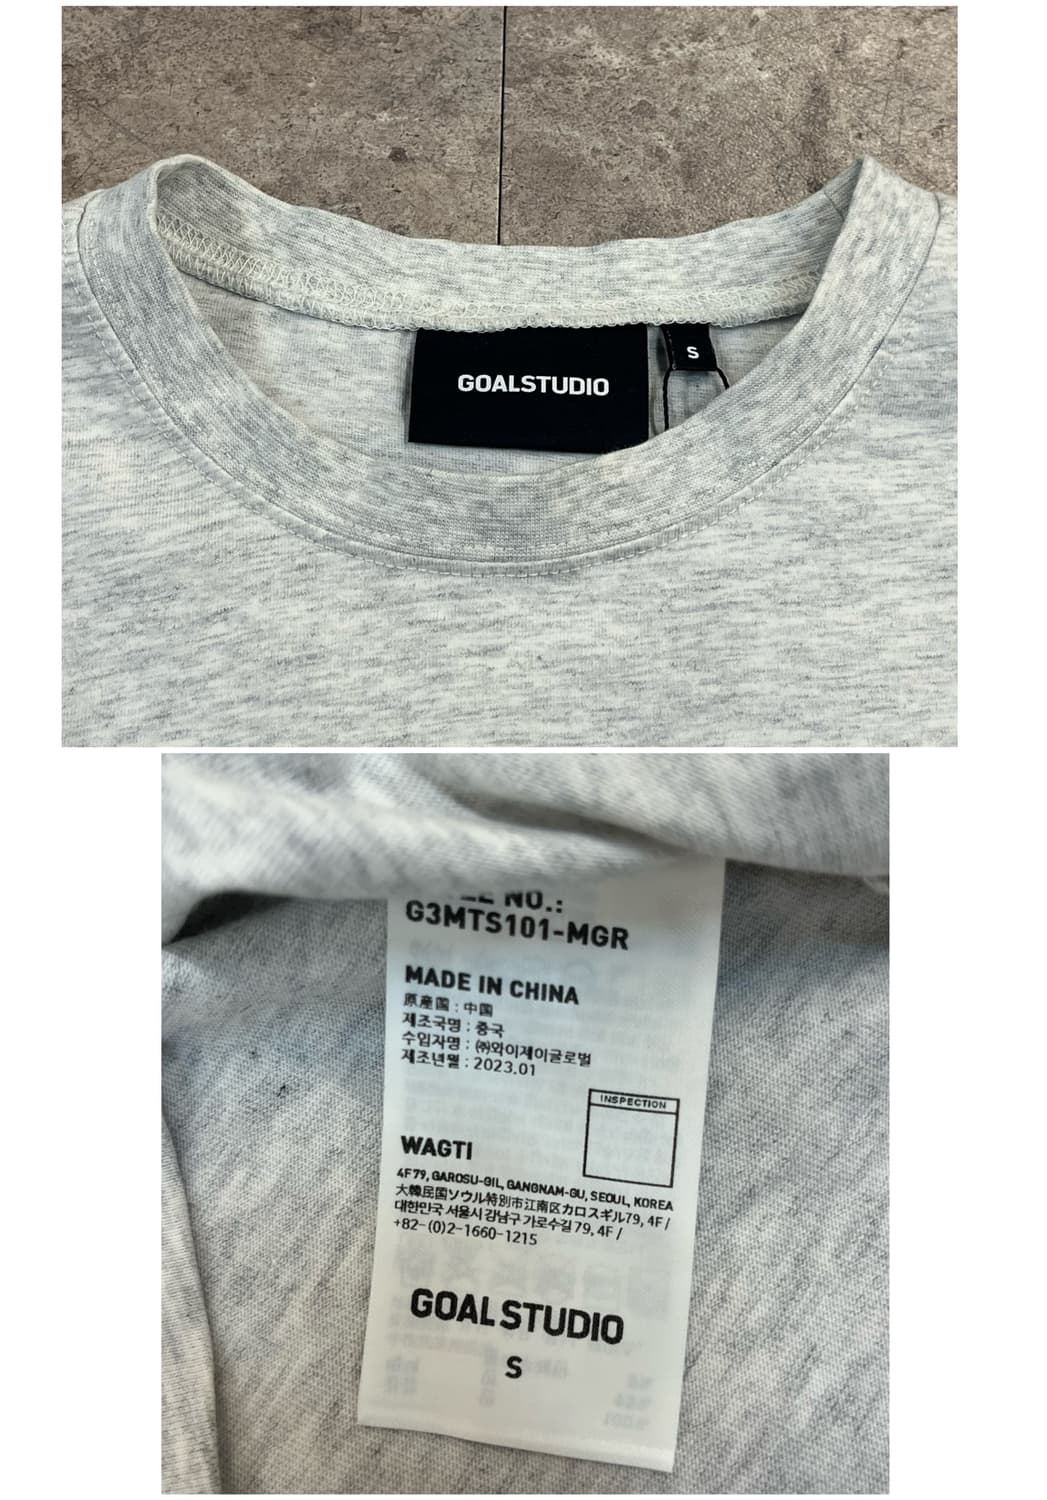 GOALSTUDIO
S
NO.:
G3MTS101-MGR
MADE IN CHINA
原産国 : 中国
제조국명 : 중국
수입자명 : ㈜와이제이글로벌
제조년월 : 2023.01
INSPECTION
WAGTI
4F 79, GAROSU-GIL, GANGNAM-GU, SEOUL, KOREA
大韓民国ソウル特別市江南区カロスギル79, 4F /
대한민국 서울시 강남구 가로수길 79, 4F /
+82-(0)2-1660-1215
GOALSTUDIO
S